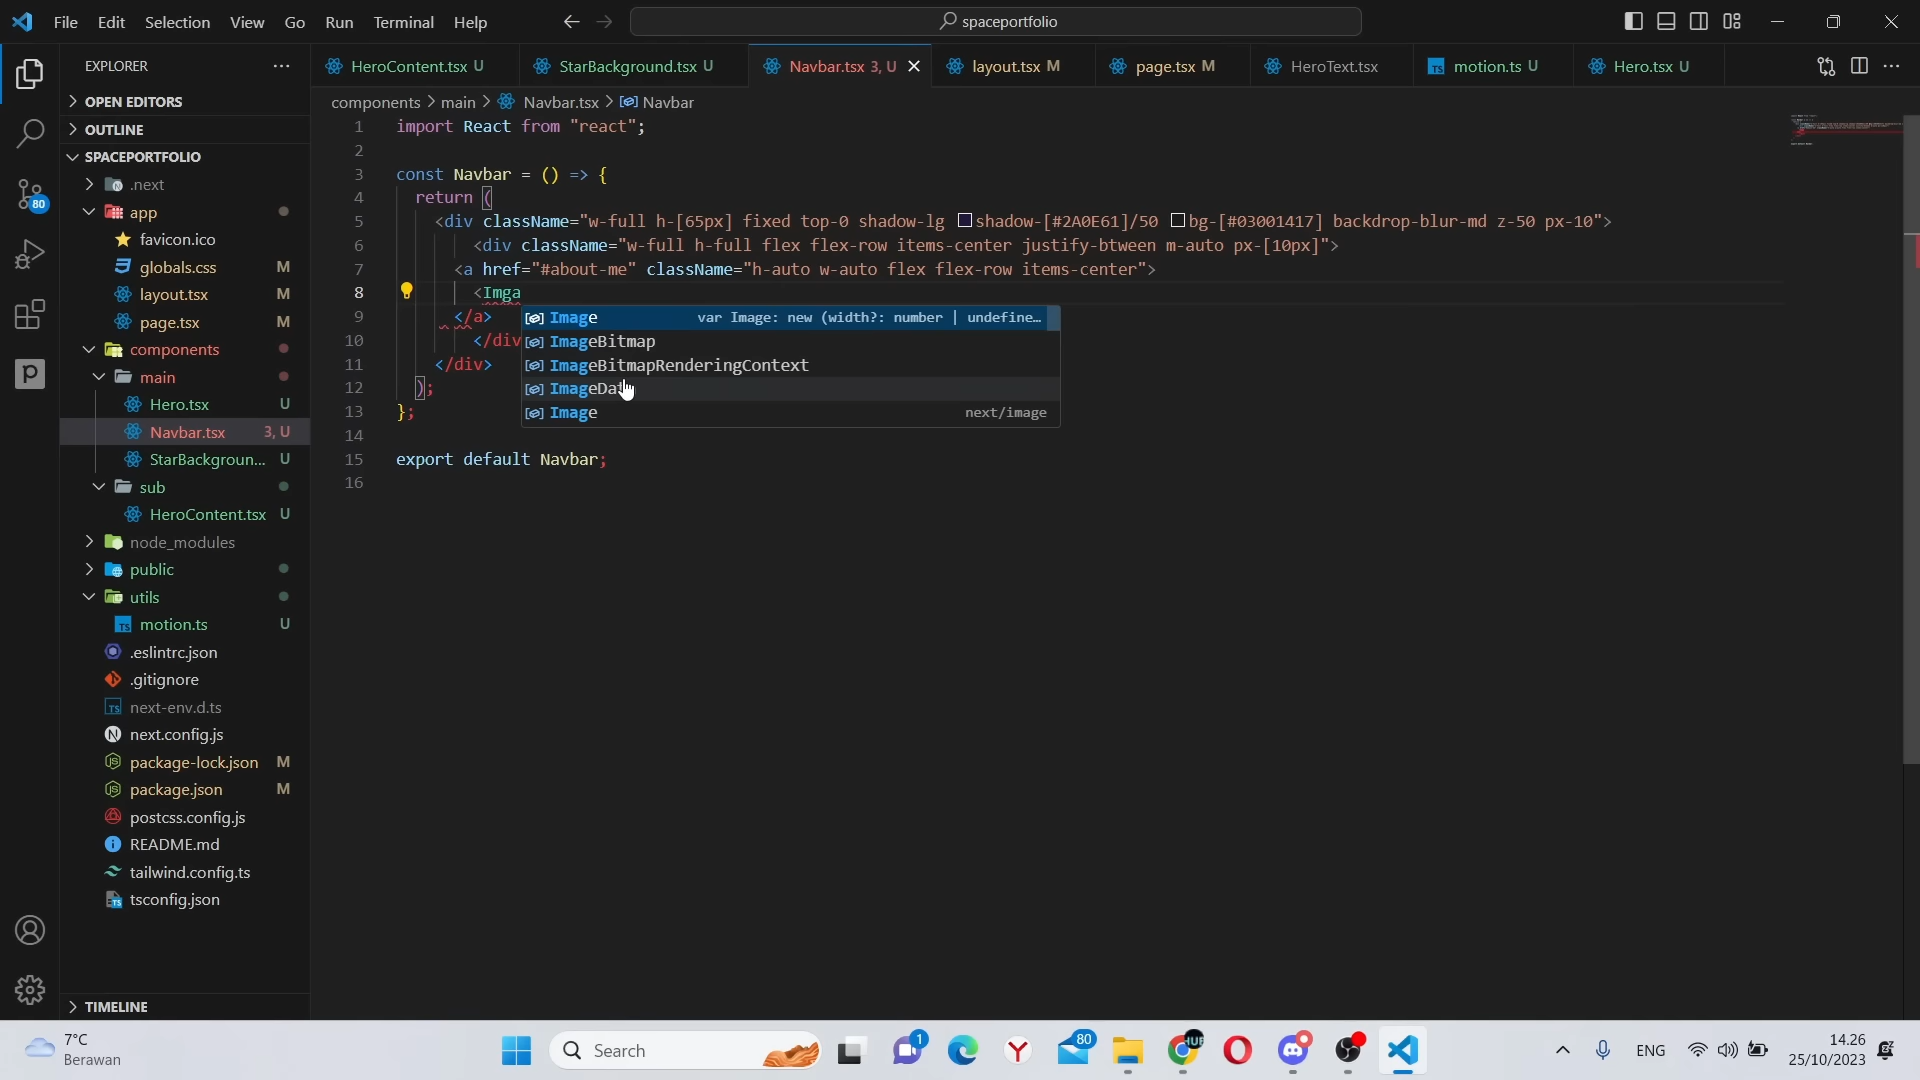 File Edit Selection View Go Run Terminal Help
spaceportfolio
EXPLORER
OPEN EDITORS
OUTLINE
SPACEPORTFOLIO
.next
app
favicon.ico
globals.css M
layout.tsx M
page.tsx M
components
main
Hero.tsx U
Navbar.tsx 3, U
StarBackgroun... U
sub
HeroContent.tsx U
node_modules
public
utils
motion.ts U
.eslintrc.json
.gitignore
next-env.d.ts
next.config.js
package-lock.json M
package.json M
postcss.config.js
README.md
tailwind.config.ts
tsconfig.json
TIMELINE
80
HeroContent.tsx U StarBackground.tsx U Navbar.tsx 3, U layout.tsx M page.tsx M HeroText.tsx motion.ts U Hero.tsx U
components > main > Navbar.tsx > Navbar
1 import React from "react";
2
3 const Navbar = () => {
4 return (
5 <div className="w-full h-[65px] fixed top-0 shadow-lg shadow-[#2A0E61]/50 bg-[#03001417] backdrop-blur-md z-50 px-10">
6 <div className="w-full h-full flex flex-row items-center justify-btween m-auto px-[10px]">
7 <a href="#about-me" className="h-auto w-auto flex flex-row items-center">
8 <Imga
9 </a>
10 </div
11 </div>
12 );
13 };
14
15 export default Navbar;
16
Image var Image: new (width?: number | undefine…
ImageBitmap
ImageBitmapRenderingContext
ImageDat
Image next/image
7°C
Berawan
Search
1
80
HUB
ENG
14.26
25/10/2023